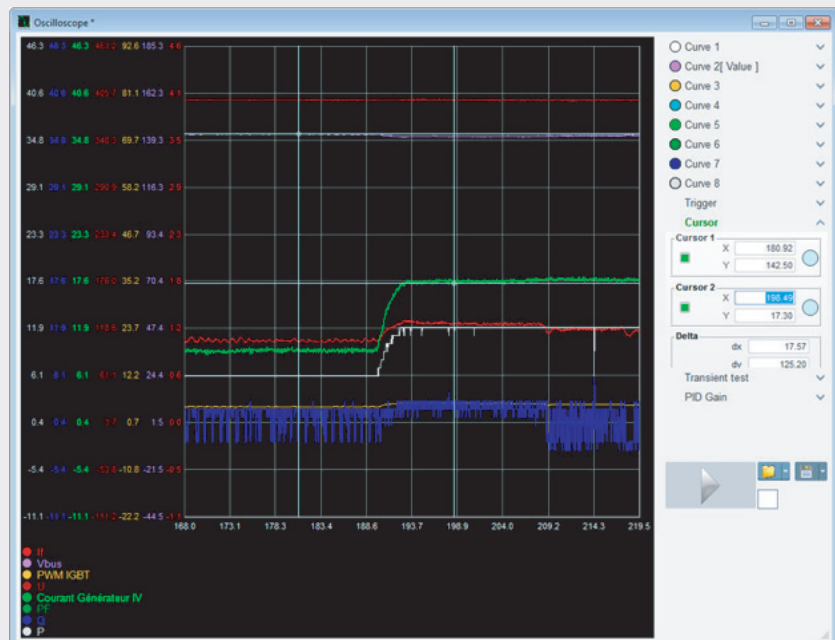 Oscilloscope *
46.3 46.3 46.3 463.2 92.6 185.3 4.6
40.6 40.6 40.6 405.7 81.1 162.3 4.1
34.8 34.8 34.8 348.3 69.7 139.3 3.5
29.1 29.1 29.1 290.9 58.2 116.3 2.9
23.3 23.3 23.3 233.4 46.7 93.4 2.3
17.6 17.6 17.6 176.0 35.2 70.4 1.8
11.9 11.9 11.9 118.6 23.7 47.4 1.2
6.1 6.1 6.1 61.1 12.2 24.4 0.6
0.4 0.4 0.4 3.7 0.7 1.5 0.0
-5.4 -5.4 -5.4 -53.8 -10.8 -21.5 -0.5
-11.1 -11.1 -11.1 -111.2 -22.2 -44.5 -1.1
168.0 173.1 178.3 183.4 188.6 193.7 198.9 204.0 209.2 214.3 219.5
If
Vbus
PWM IGBT
U
Courant Générateur IV
PF
Q
P
Curve 1
Curve 2[ Value ]
Curve 3
Curve 4
Curve 5
Curve 6
Curve 7
Curve 8
Trigger
Cursor
Cursor 1
X 180.92
Y 142.50
Cursor 2
X 198.49
Y 17.30
Delta
dx 17.57
dy 125.20
Transient test
PID Gain